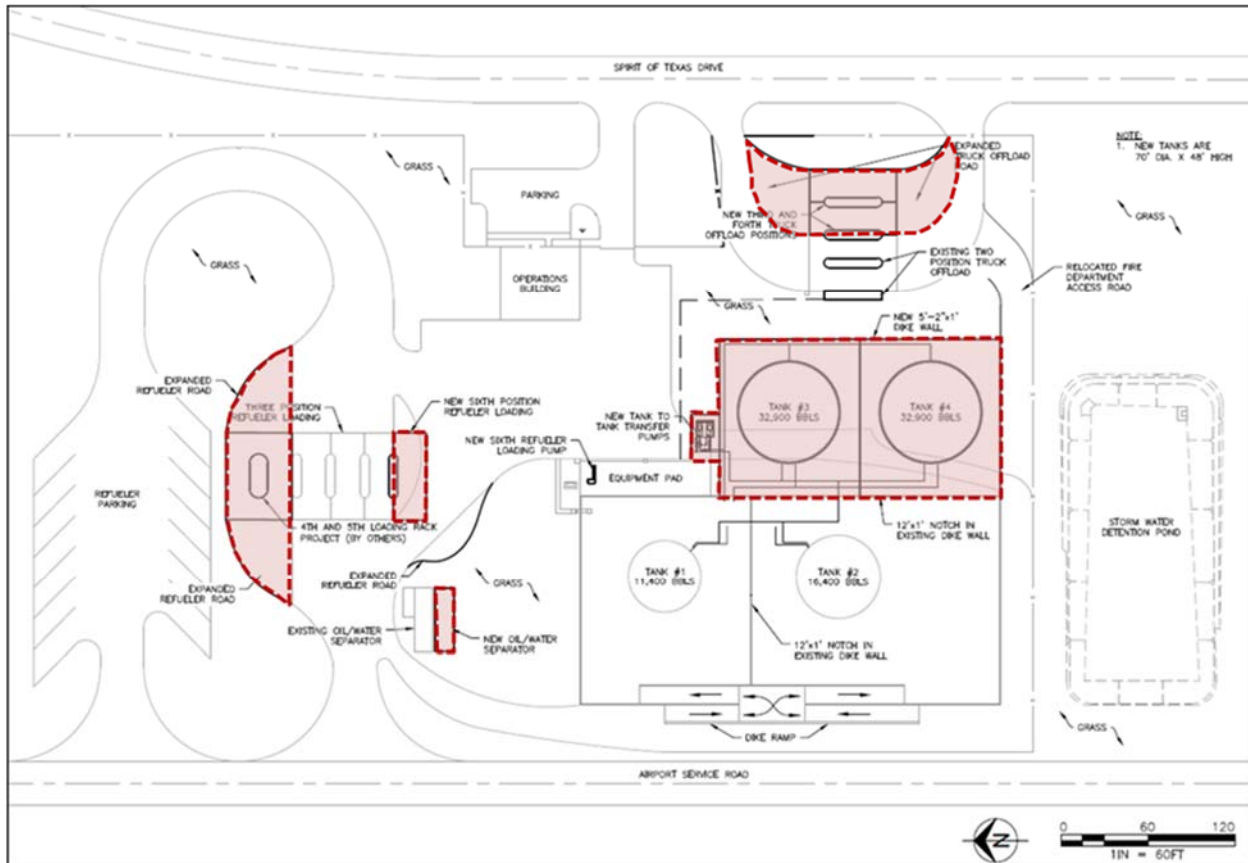 SPIRIT OF TEXAS DRIVE
NOTE:
1. NEW TANKS ARE
70' DIA. X 48' HIGH
GRASS
PARKING
EXPANDED
TRUCK OFFLOAD
ROAD
NEW THIRD AND
FORTH TRUCK
OFFLOAD POSITIONS
GRASS
EXISTING TWO
POSITION TRUCK
OFFLOAD
GRASS
OPERATIONS
BUILDING
RELOCATED FIRE
DEPARTMENT
ACCESS ROAD
GRASS
NEW 5'-2"x1'
DIKE WALL
EXPANDED
REFUELER ROAD
THREE POSITION
REFUELER LOADING
NEW SIXTH POSITION
REFUELER LOADING
NEW TANK TO
TANK TRANSFER
PUMPS
TANK #3
32,900 BBLS
TANK #4
32,900 BBLS
NEW SIXTH REFUELER
LOADING PUMP
EQUIPMENT PAD
REFUELER
PARKING
4TH AND 5TH LOADING RACK
PROJECT (BY OTHERS)
12"x1' NOTCH IN
EXISTING DIKE WALL
STORM WATER
DETENTION POND
EXPANDED
REFUELER ROAD
EXPANDED
REFUELER ROAD
GRASS
TANK #1
11,400 BBLS
TANK #2
16,400 BBLS
EXISTING OIL/WATER
SEPARATOR
NEW OIL/WATER
SEPARATOR
12"x1' NOTCH IN
EXISTING DIKE WALL
DIKE RAMP
GRASS
AIRPORT SERVICE ROAD
N
0 60 120
1IN = 60FT